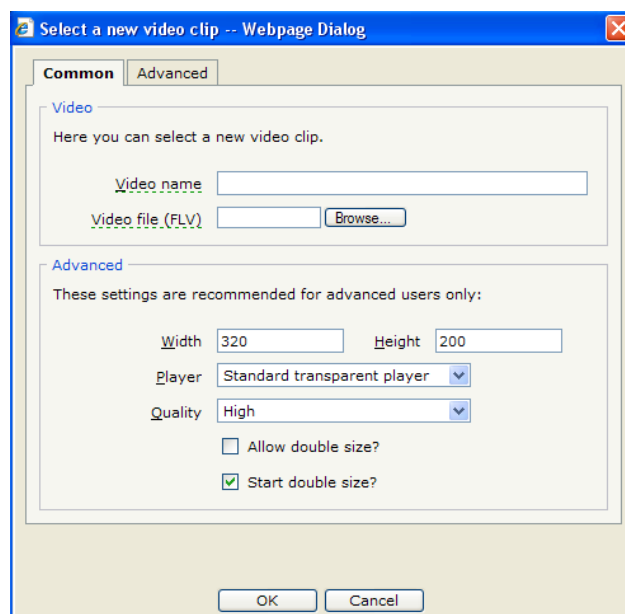 Select a new video clip -- Webpage Dialog
Common Advanced
Video
Here you can select a new video clip.
Video name
Video file (FLV) Browse...
Advanced
These settings are recommended for advanced users only:
Width 320 Height 200
Player Standard transparent player
Quality High
Allow double size?
Start double size?
OK Cancel